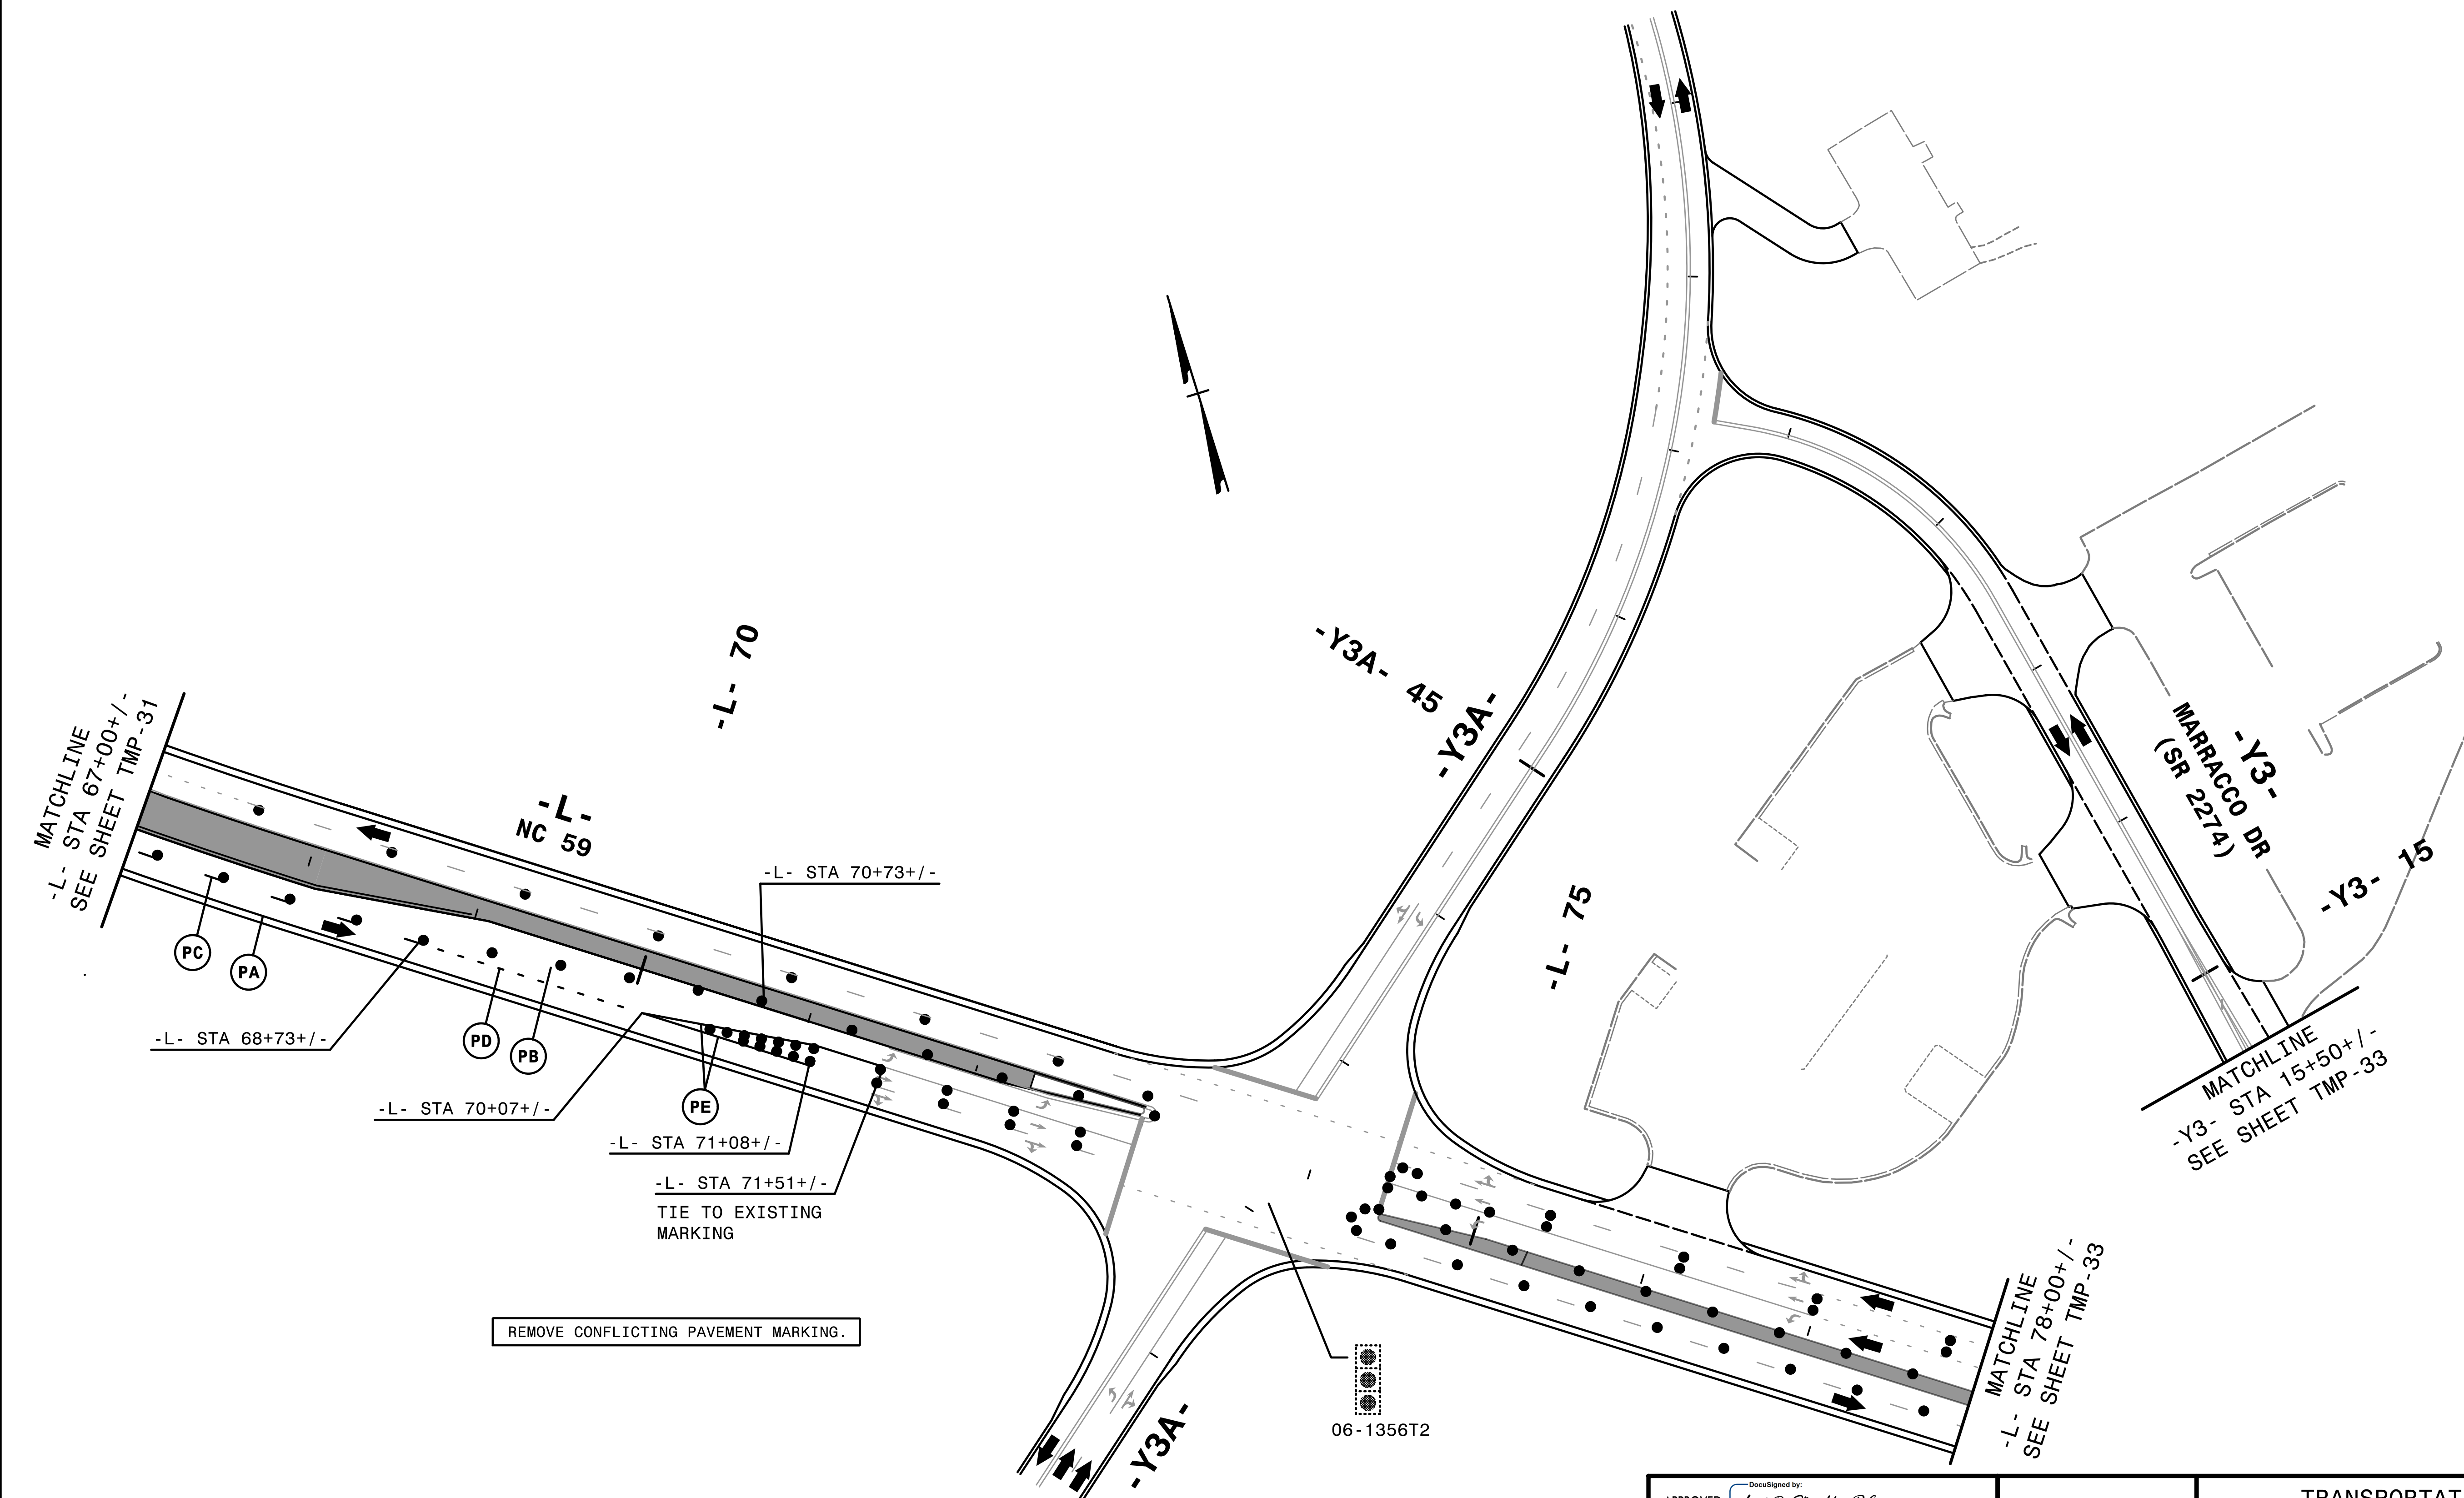 -L- 70
-Y3A- 45
-Y3A-
MATCHLINE
-L- STA 67+00+/-
SEE SHEET TMP-31
-L-
NC 59
-L- STA 70+73+/-
-L- 75
-Y3-
MARRACCO DR
(SR 2274)
-Y3- 15
PC
PA
-L- STA 68+73+/-
PD
PB
-L- STA 70+07+/-
PE
-L- STA 71+08+/-
-L- STA 71+51+/-
TIE TO EXISTING
MARKING
MATCHLINE
-Y3- STA 15+50+/-
SEE SHEET TMP-33
REMOVE CONFLICTING PAVEMENT MARKING.
MATCHLINE
-L- STA 78+00+/-
SEE SHEET TMP-33
06-1356T2
-Y3A-
DocuSigned by: